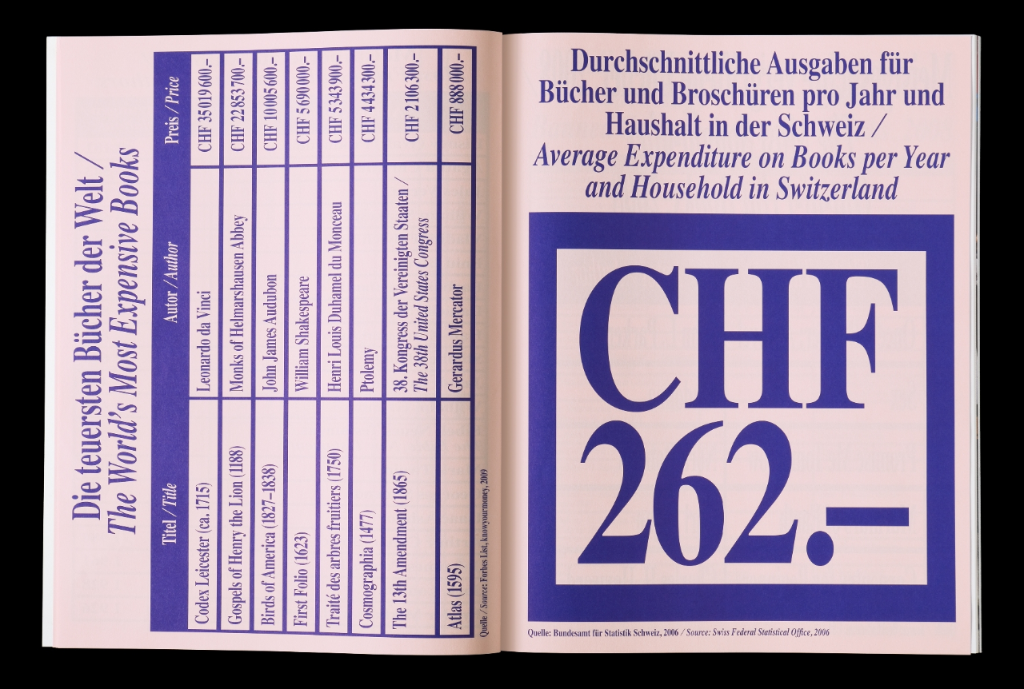 Die teuersten Bücher der Welt /
The World's Most Expensive Books
Titel / Title Autor / Author Preis / Price
Codex Leicester (ca. 1715) Leonardo da Vinci CHF 35 019 600.–
Gospels of Henry the Lion (1188) Monks of Helmarshausen Abbey CHF 22 853 700.–
Birds of America (1827–1838) John James Audubon CHF 10 005 600.–
First Folio (1623) William Shakespeare CHF 5 690 000.–
Traité des arbres fruitiers (1750) Henri Louis Duhamel du Monceau CHF 5 343 900.–
Cosmographia (1477) Ptolemy CHF 4 434 300.–
The 13th Amendment (1865) 38. Kongress der Vereinigten Staaten / CHF 2 106 300.–
The 38th United States Congress
Atlas (1595) Gerardus Mercator CHF 888 000.–
Quelle / Source: Forbes List, knowyourmoney, 2009
Durchschnittliche Ausgaben für
Bücher und Broschüren pro Jahr und
Haushalt in der Schweiz /
Average Expenditure on Books per Year
and Household in Switzerland
CHF
262.–
Quelle: Bundesamt für Statistik Schweiz, 2006 / Source: Swiss Federal Statistical Office, 2006